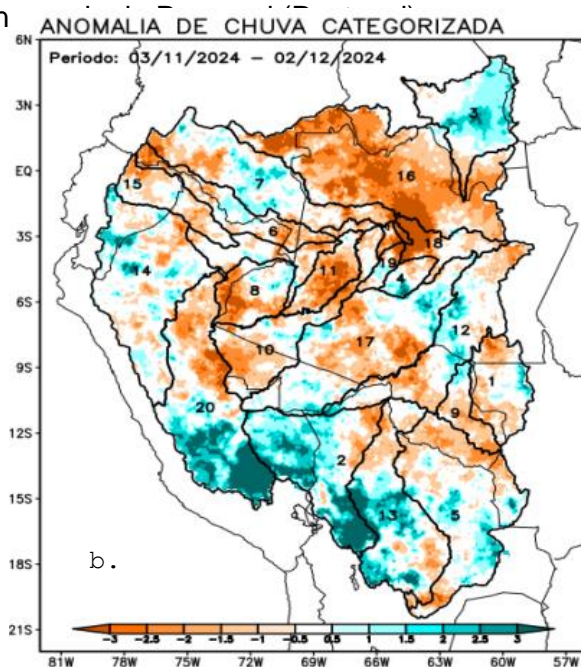 ANOMALIA DE CHUVA CATEGORIZADA
Periodo: 03/11/2024 – 02/12/2024
6N
3N
3
EQ
16
15
7
3S
6
18
14
11
19
8
4
6S
12
10
17
9S
1
20
9
12S
2
15S
13
5
18S
b.
21S
-3 -2.5 -2 -1.5 -1 -0.5 0.5 1 1.5 2 2.5 3
81W 78W 75W 72W 69W 66W 63W 60W 57W